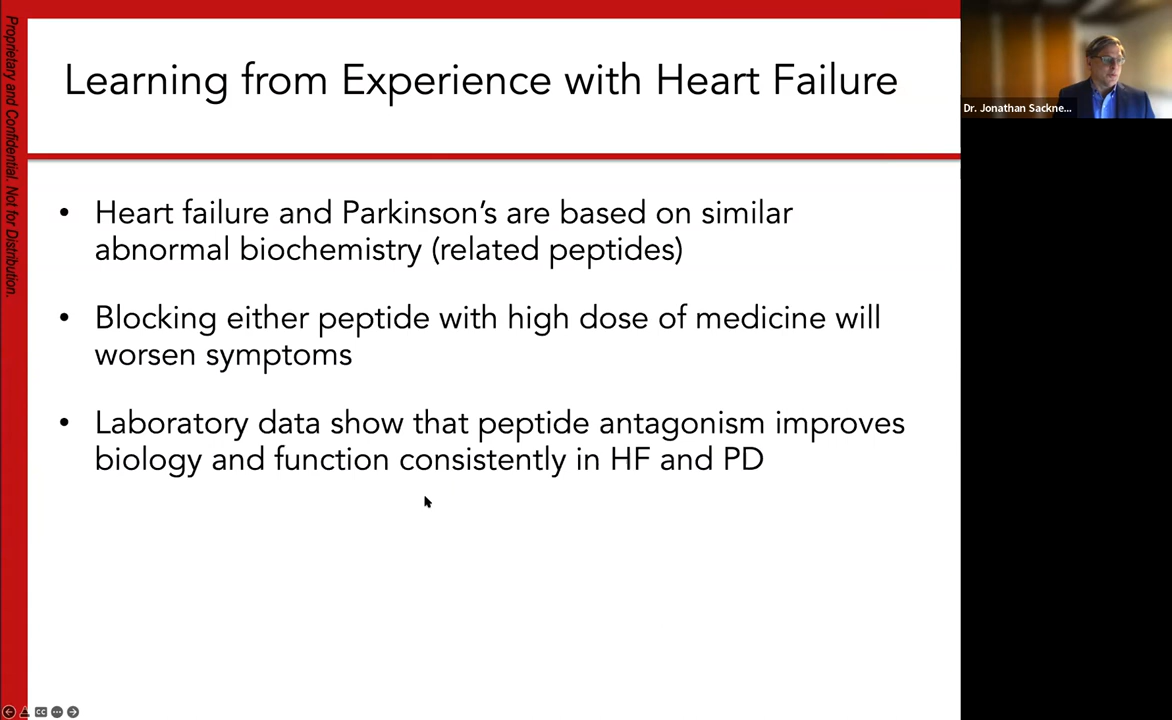 Proprietary and Confidential. Not for Distribution.
Learning from Experience with Heart Failure
Dr. Jonathan Sackne...
• Heart failure and Parkinson’s are based on similar
abnormal biochemistry (related peptides)
• Blocking either peptide with high dose of medicine will
worsen symptoms
• Laboratory data show that peptide antagonism improves
biology and function consistently in HF and PD
CC